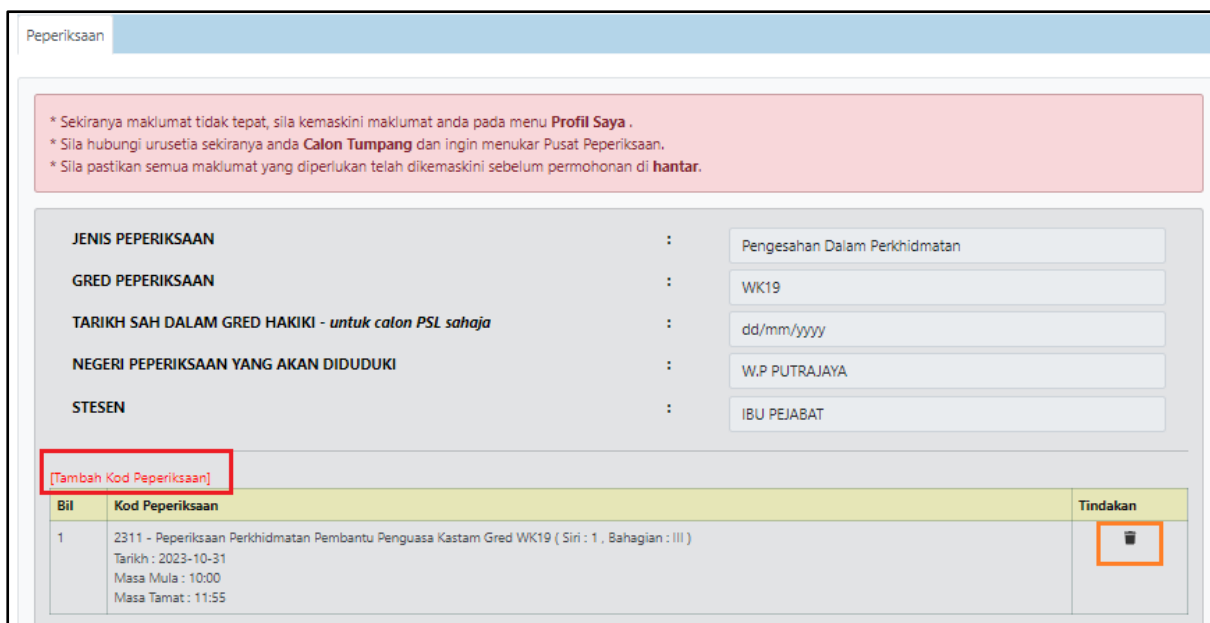 Peperiksaan
* Sekiranya maklumat tidak tepat, sila kemaskini maklumat anda pada menu Profil Saya .
* Sila hubungi urusetia sekiranya anda Calon Tumpang dan ingin menukar Pusat Peperiksaan.
* Sila pastikan semua maklumat yang diperlukan telah dikemaskini sebelum permohonan di hantar.
JENIS PEPERIKSAAN : Pengesahan Dalam Perkhidmatan
GRED PEPERIKSAAN : WK19
TARIKH SAH DALAM GRED HAKIKI - untuk calon PSL sahaja : dd/mm/yyyy
NEGERI PEPERIKSAAN YANG AKAN DIDUDUKI : W.P PUTRAJAYA
STESEN : IBU PEJABAT
[Tambah Kod Peperiksaan]
Bil Kod Peperiksaan Tindakan
1 2311 - Peperiksaan Perkhidmatan Pembantu Penguasa Kastam Gred WK19 ( Siri : 1 , Bahagian : III )
Tarikh : 2023-10-31
Masa Mula : 10:00
Masa Tamat : 11:55